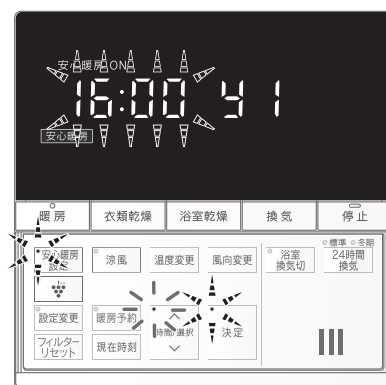 安心暖房 ON
16:00 y1
安心暖房
暖房 衣類乾燥 浴室乾燥 換気 停止
標準 冬期
安心暖房
設定
涼風 温度変更 風向変更
浴室
換気切
24時間
換気
設定変更 暖房予約
時間/選択
決定
フィルター
リセット
現在時刻